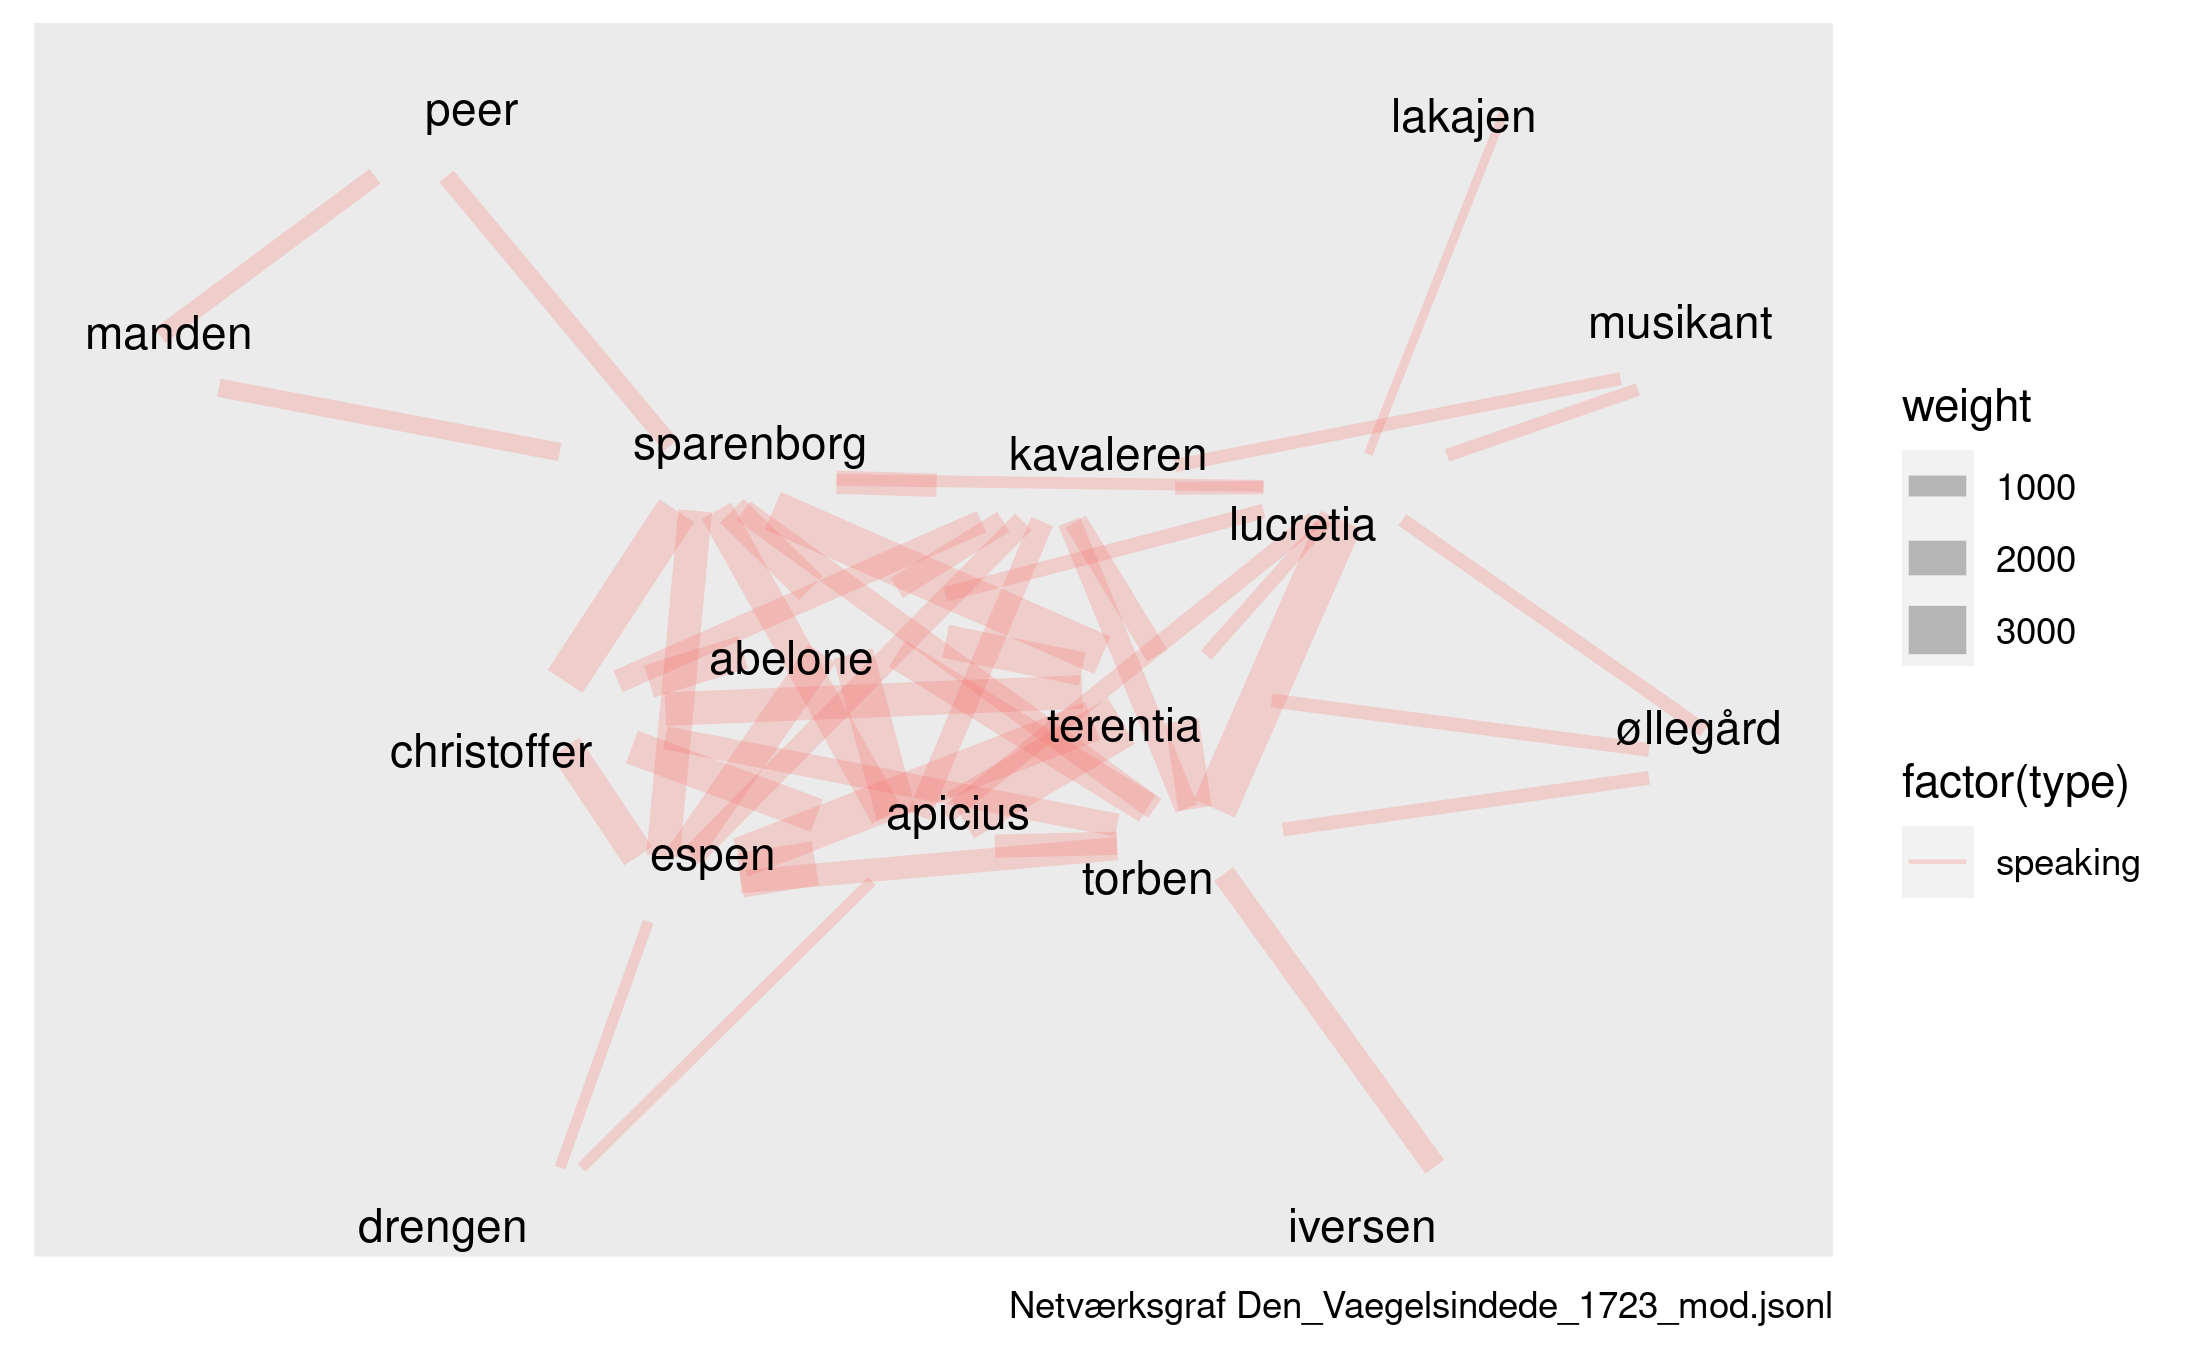 peer
lakajen
manden
musikant
sparenborg
kavaleren
lucretia
abelone
terentia
øllegård
christoffer
apicius
espen
torben
drengen
iversen
weight
1000
2000
3000
factor(type)
speaking
Netværksgraf Den_Vaegelsindede_1723_mod.jsonl